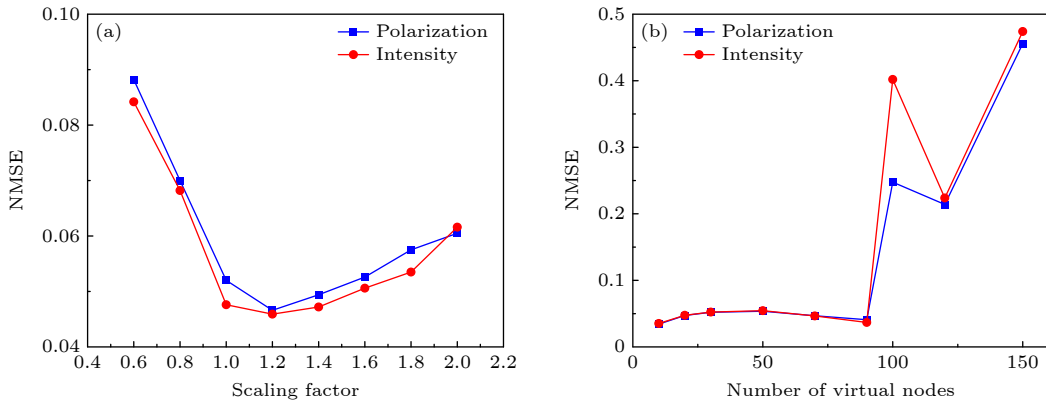 (a)
Polarization
Intensity
NMSE
0.10
0.08
0.06
0.04
0.4 0.6 0.8 1.0 1.2 1.4 1.6 1.8 2.0 2.2
Scaling factor
(b)
Polarization
Intensity
NMSE
0.5
0.4
0.3
0.2
0.1
0
0 50 100 150
Number of virtual nodes